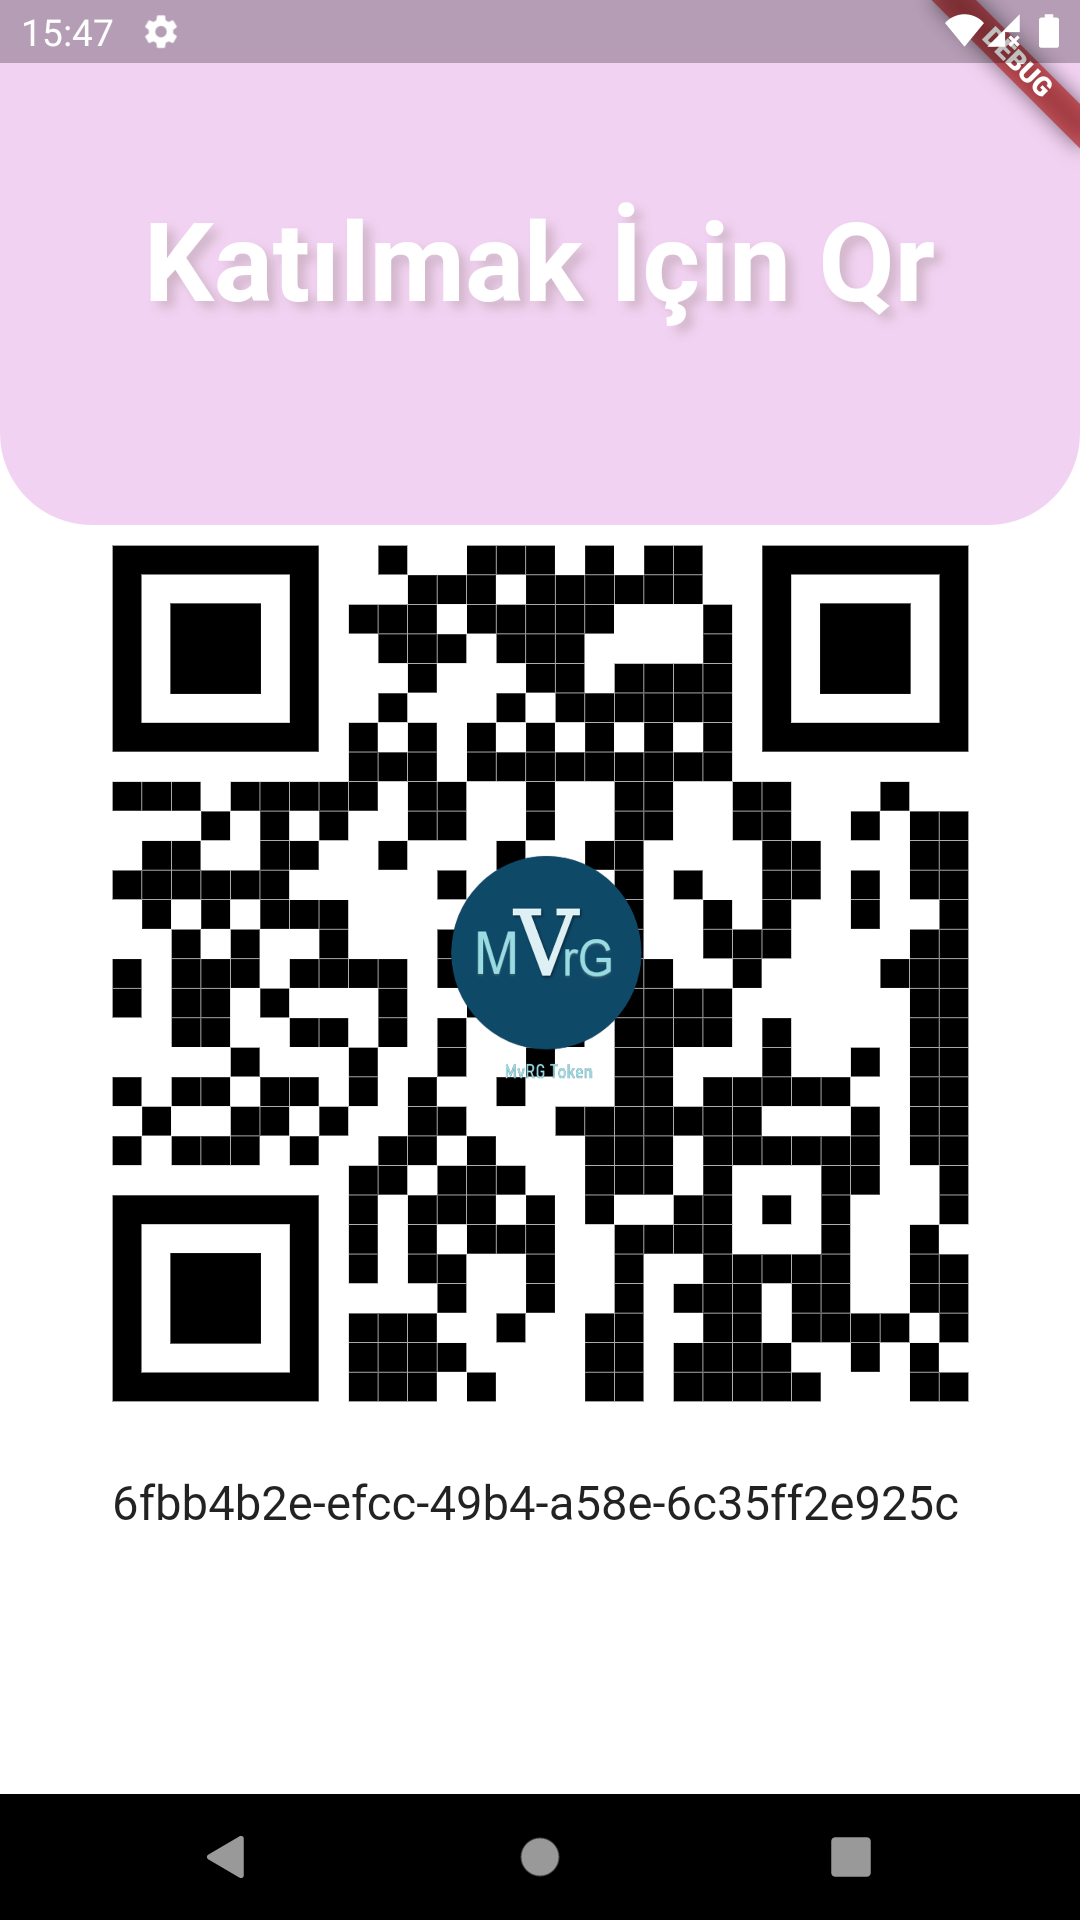 15:47
DEBUG
Katılmak İçin Qr
MVrG
MvRG Token
6fbb4b2e-efcc-49b4-a58e-6c35ff2e925c